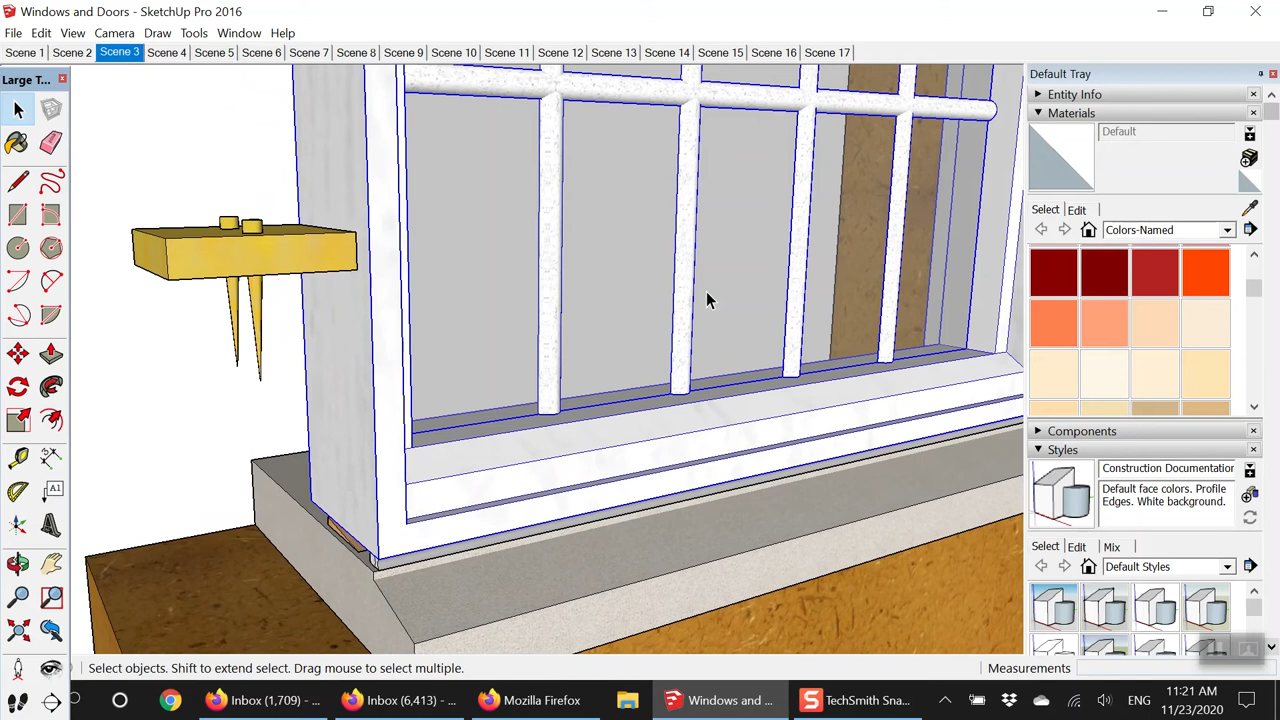 Windows and Doors - SketchUp Pro 2016
File Edit View Camera Draw Tools Window Help
Scene 1 Scene 2 Scene 3 Scene 4 Scene 5 Scene 6 Scene 7 Scene 8 Scene 9 Scene 10 Scene 11 Scene 12 Scene 13 Scene 14 Scene 15 Scene 16 Scene 17
Large T...
Default Tray
Entity Info
Materials
Default
Select Edit
Colors-Named
Components
Styles
Construction Documentation
Default face colors. Profile
Edges. White background.
Select Edit Mix
Default Styles
A1
Select objects. Shift to extend select. Drag mouse to select multiple.
Measurements
Inbox (1,709) - ...
Inbox (6,413) - ...
Mozilla Firefox
Windows and ...
TechSmith Sna...
ENG
11:21 AM
11/23/2020